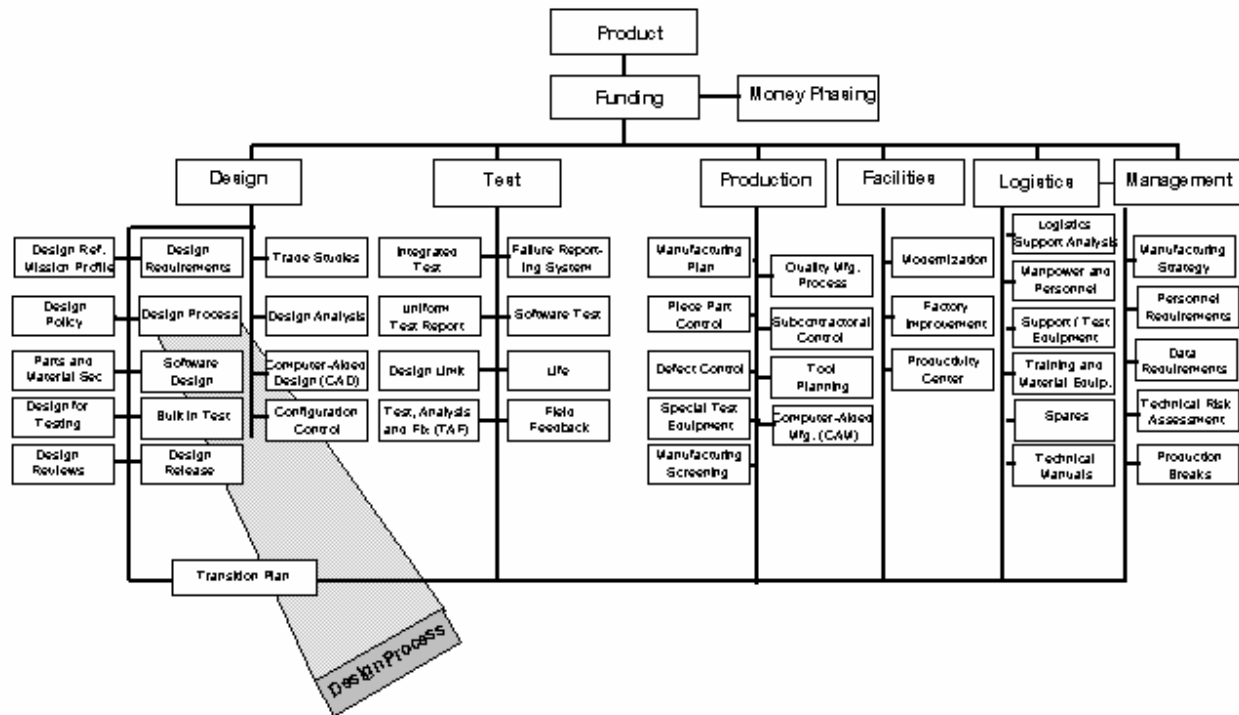 Product
Funding
Money Phasing
Design
Test
Production
Facilities
Logistics
Management
Design Ref.
Mission Profile
Design
Requirements
Trade Studies
Design
Policy
Design Process
Design Analysis
Parts and
Material Sec
Software
Design
Computer-Aided
Design (CAD)
Design for
Testing
Built in Test
Configuration
Control
Design
Reviews
Design
Release
Integrated
Test
Failure Report-
ing System
Uniform
Test Report
Software Test
Design Limit
Life
Test, Analysis
and Fix (TAF)
Field
Feedback
Manufacturing
Plan
Quality Mfg.
Process
Piece Part
Control
Subcontractoral
Control
Defect Control
Tool
Planning
Special Test
Equipment
Computer-Aided
Mfg. (CAM)
Manufacturing
Screening
Modernization
Factory
Improvement
Productivity
Center
Logistics
Support Analysis
Manpower and
Personnel
Support / Test
Equipment
Training and
Material Equip.
Spares
Technical
Manuals
Manufacturing
Strategy
Personnel
Requirements
Data
Requirements
Technical Risk
Assessment
Production
Breaks
Transition Plan
Design Process